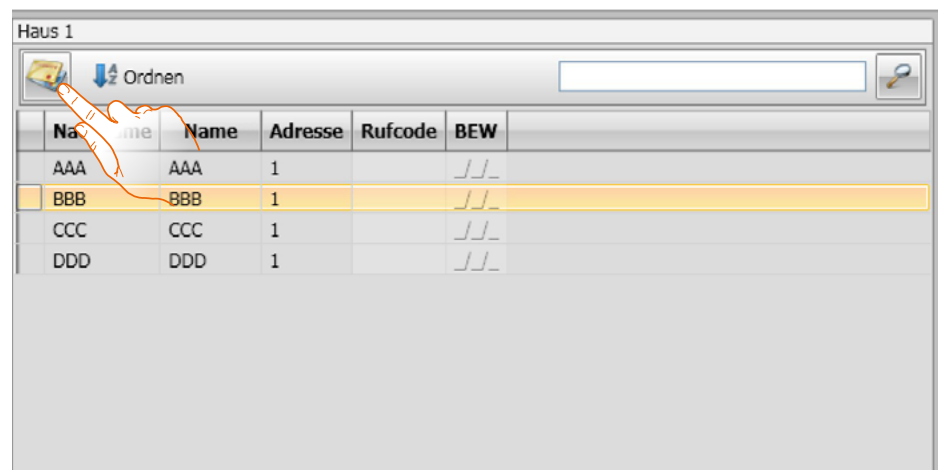 Haus 1
Ordnen
Name Adresse Rufcode BEW
AAA AAA 1 _/_/_
BBB BBB 1 _/_/_
CCC CCC 1 _/_/_
DDD DDD 1 _/_/_